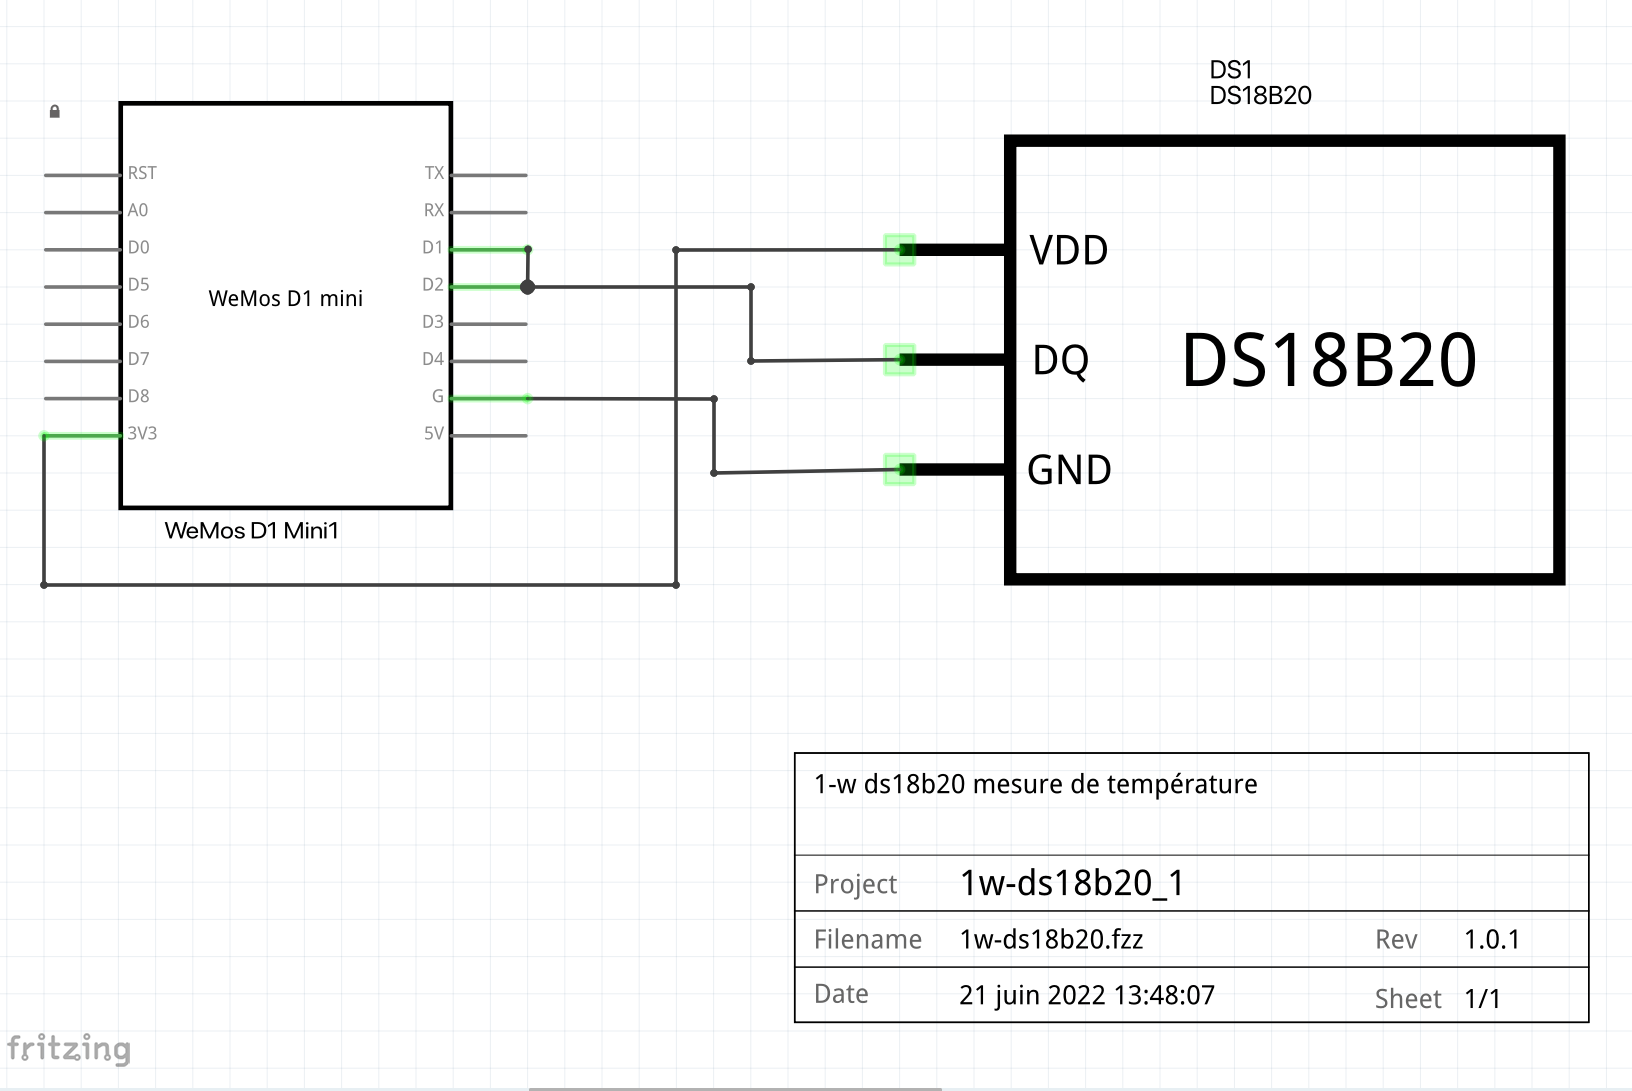 DS1
DS18B20
RST
A0
D0
D5
D6
D7
D8
3V3
WeMos D1 mini
TX
RX
D1
D2
D3
D4
G
5V
WeMos D1 Mini1
VDD
DQ
GND
DS18B20
1-w ds18b20 mesure de température
Project 1w-ds18b20_1
Filename 1w-ds18b20.fzz Rev 1.0.1
Date 21 juin 2022 13:48:07 Sheet 1/1
fritzing